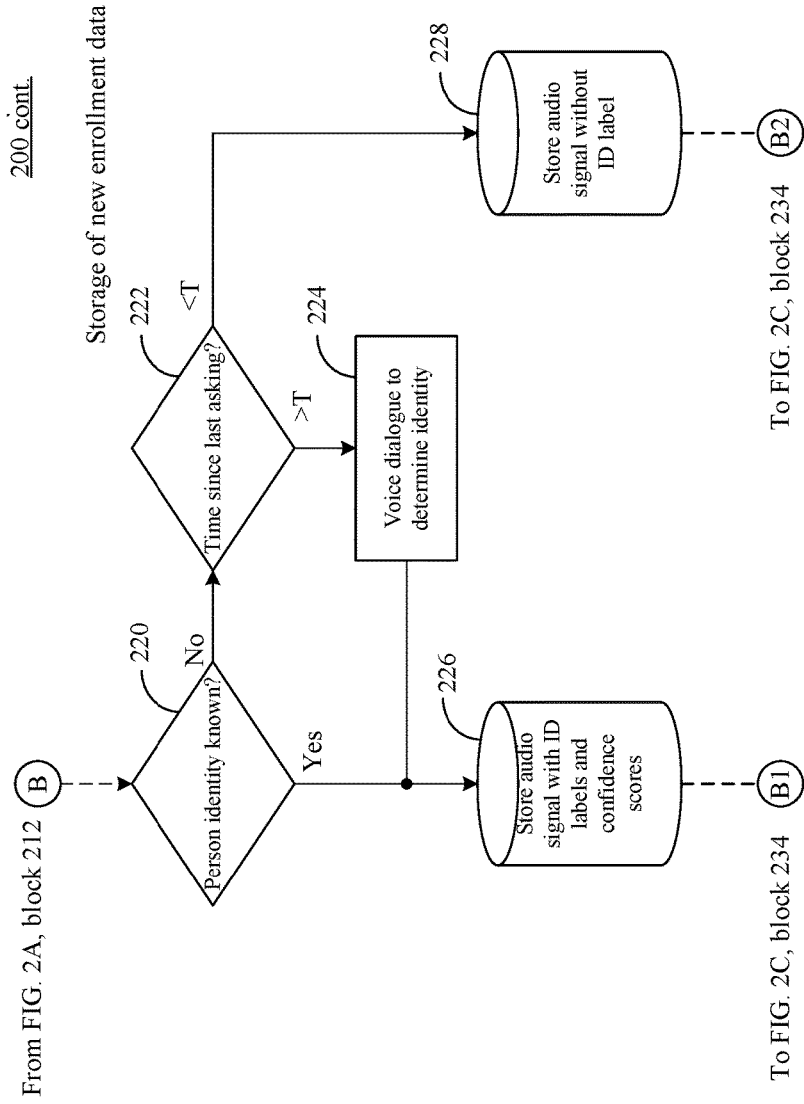 200 cont.
Storage of new enrollment data
From FIG. 2A, block 212
B
220
Person identity known?
No
Yes
222
Time since last asking?
<T
>T
224
Voice dialogue to
determine identity
226
Store audio
signal with ID
labels and
confidence
scores
228
Store audio
signal without
ID label
B1
To FIG. 2C, block 234
B2
To FIG. 2C, block 234